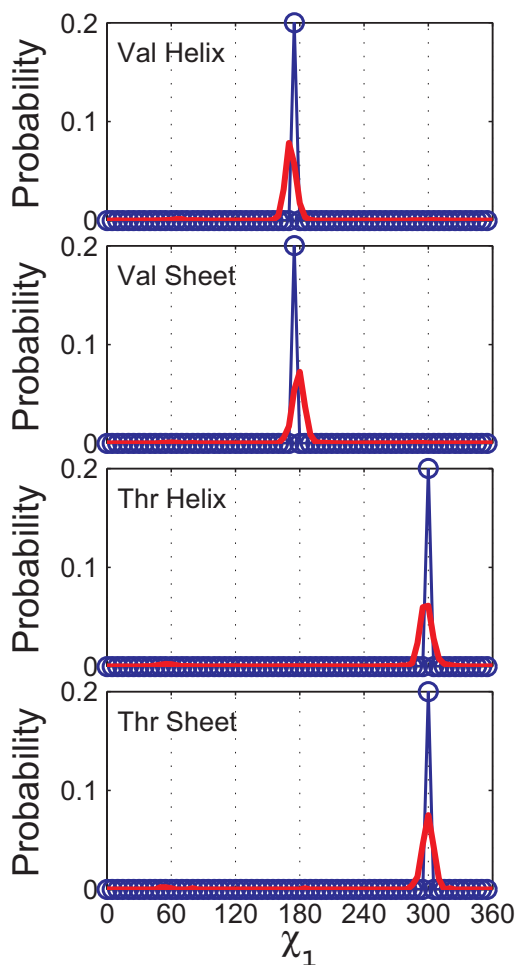 0.2
Val Helix
Probability
0.1
0
0.2
Val Sheet
Probability
0.1
0
0.2
Thr Helix
Probability
0.1
0
0.2
Thr Sheet
Probability
0.1
0
0 60 120 180 240 300 360
χ1